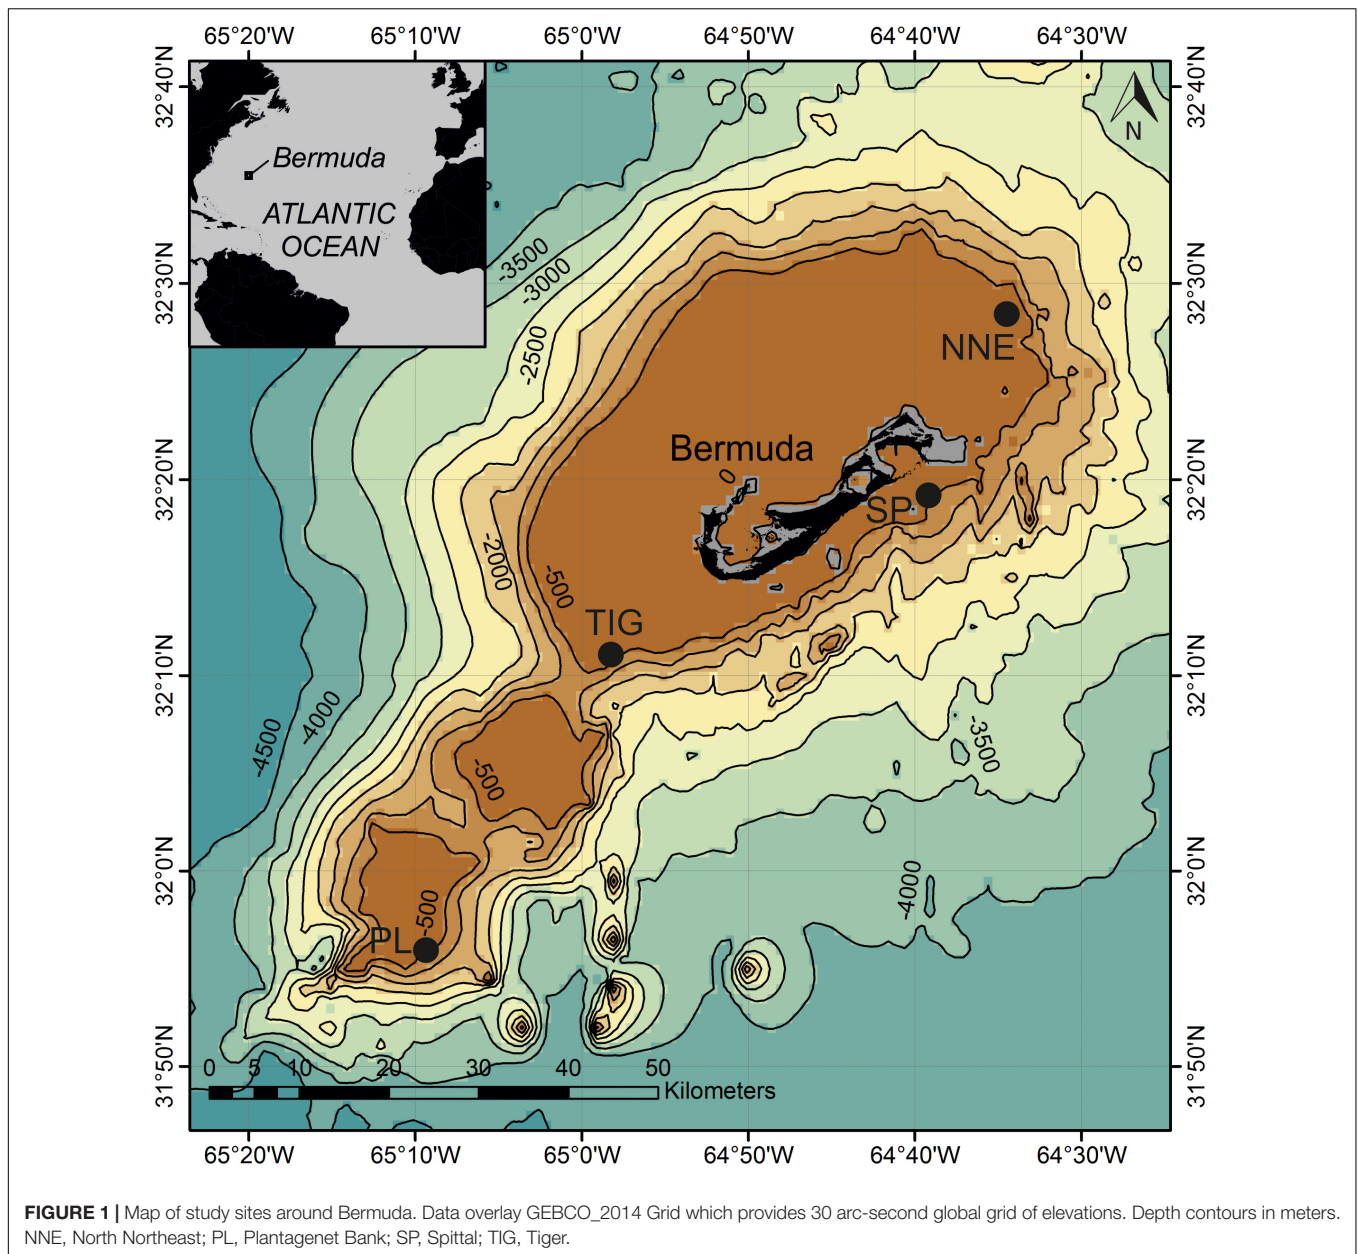 65°20'W 65°10'W 65°0'W 64°50'W 64°40'W 64°30'W
32°40'N
32°40'N
N
Bermuda
ATLANTIC
OCEAN
-3500
-3000
32°30'N
32°30'N
NNE
-2500
Bermuda
32°20'N
32°20'N
SP
-2000
-500
TIG
32°10'N
32°10'N
-4000
-4500
-3500
-500
32°0'N
32°0'N
-4000
-500
PL
31°50'N
31°50'N
0 5 10 20 30 40 50
Kilometers
65°20'W 65°10'W 65°0'W 64°50'W 64°40'W 64°30'W
FIGURE 1 | Map of study sites around Bermuda. Data overlay GEBCO_2014 Grid which provides 30 arc-second global grid of elevations. Depth contours in meters.
NNE, North Northeast; PL, Plantagenet Bank; SP, Spittal; TIG, Tiger.